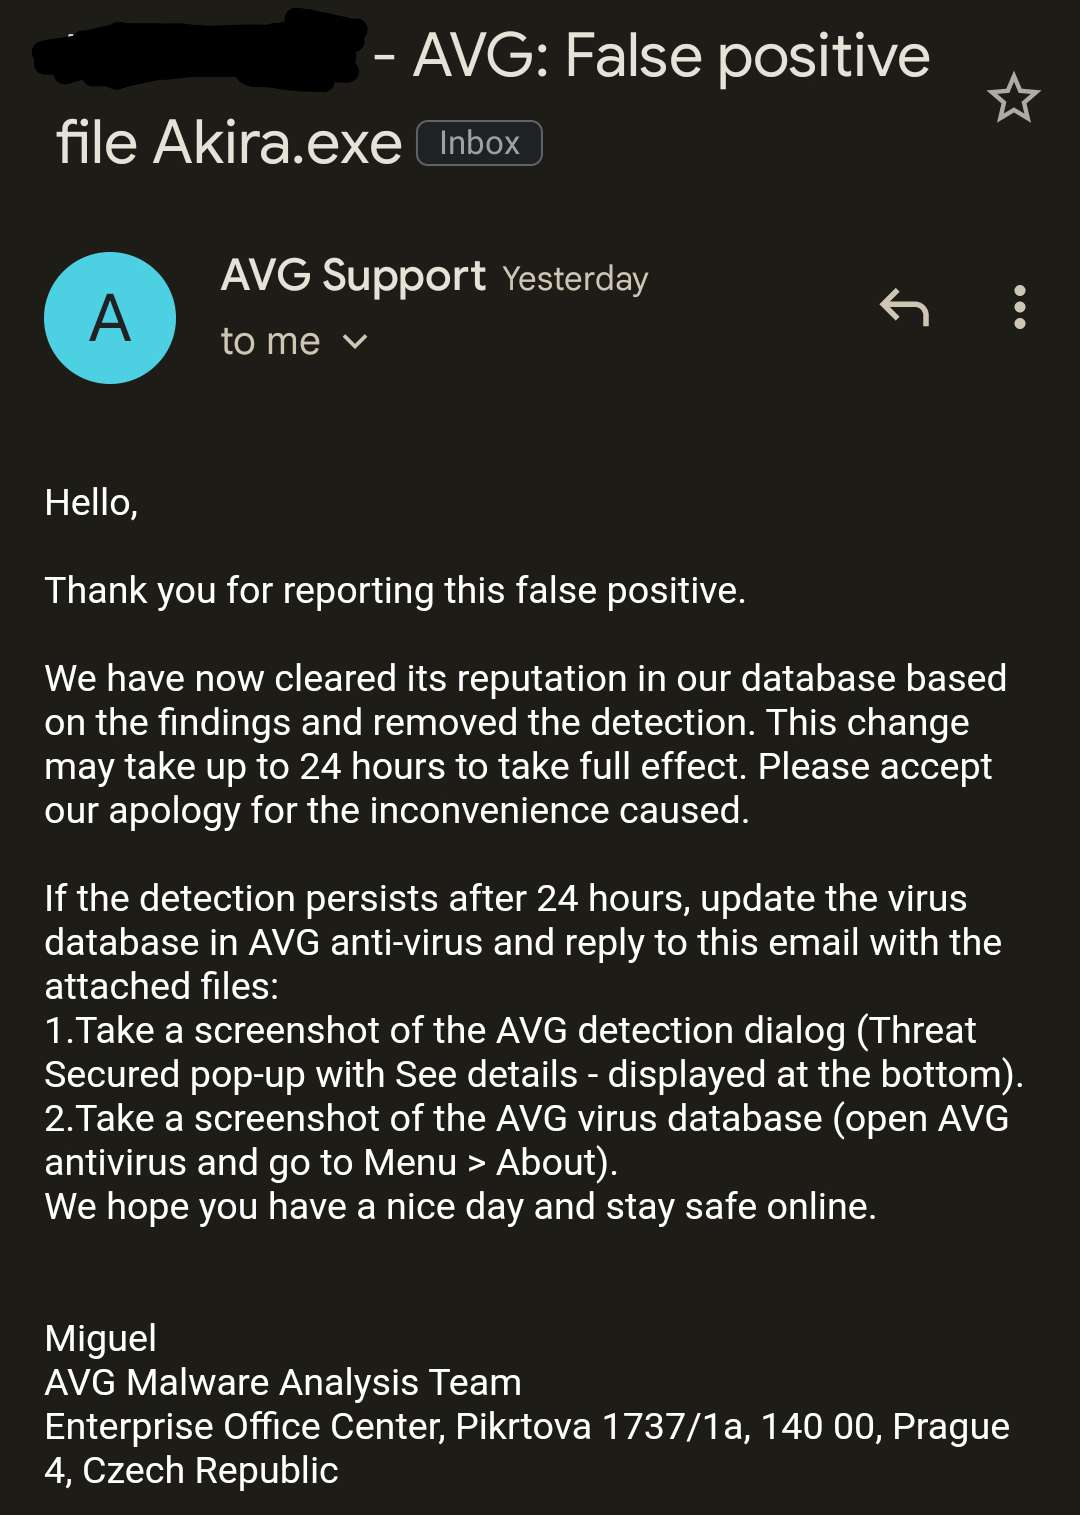 - AVG: False positive
file Akira.exe Inbox
A
AVG Support Yesterday
to me
Hello,
Thank you for reporting this false positive.
We have now cleared its reputation in our database based
on the findings and removed the detection. This change
may take up to 24 hours to take full effect. Please accept
our apology for the inconvenience caused.
If the detection persists after 24 hours, update the virus
database in AVG anti-virus and reply to this email with the
attached files:
1.Take a screenshot of the AVG detection dialog (Threat
Secured pop-up with See details - displayed at the bottom).
2.Take a screenshot of the AVG virus database (open AVG
antivirus and go to Menu > About).
We hope you have a nice day and stay safe online.
Miguel
AVG Malware Analysis Team
Enterprise Office Center, Pikrtova 1737/1a, 140 00, Prague
4, Czech Republic